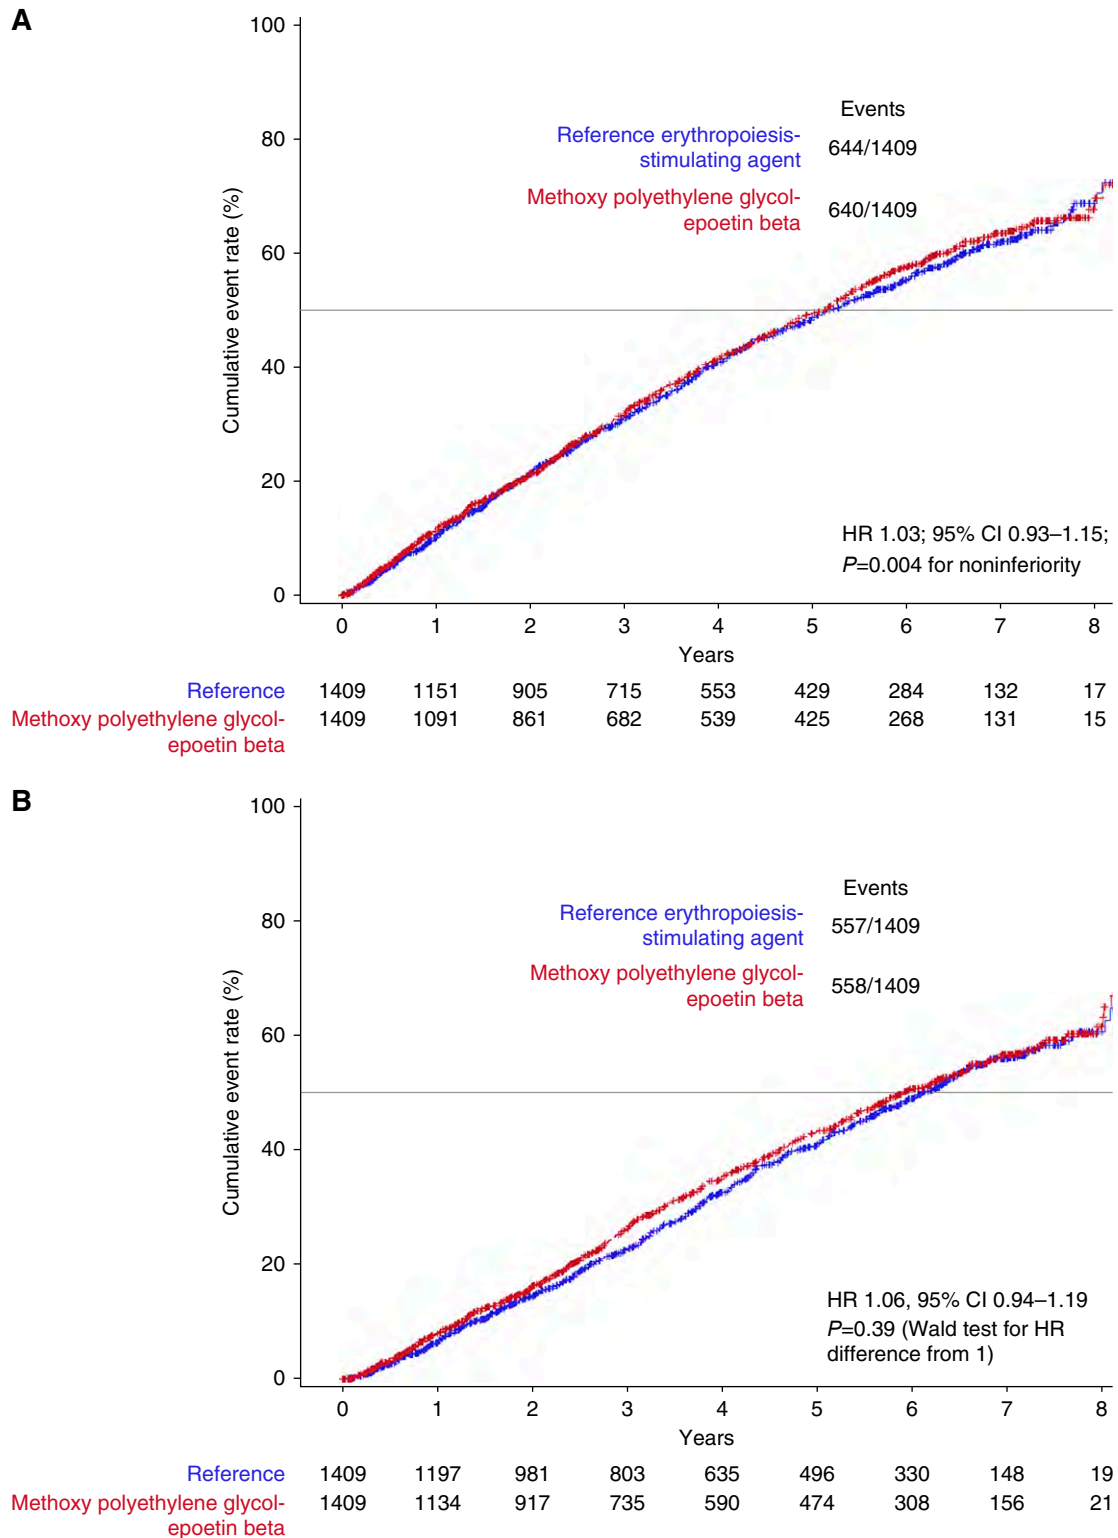 A
100
80
60
40
20
0
Cumulative event rate (%)
Events
Reference erythropoiesis-
stimulating agent
644/1409
Methoxy polyethylene glycol-
epoetin beta
640/1409
HR 1.03; 95% CI 0.93–1.15;
P=0.004 for noninferiority
0 1 2 3 4 5 6 7 8
Years
Reference 1409 1151 905 715 553 429 284 132 17
Methoxy polyethylene glycol- 1409 1091 861 682 539 425 268 131 15
epoetin beta
B
100
80
60
40
20
0
Cumulative event rate (%)
Events
Reference erythropoiesis-
stimulating agent
557/1409
Methoxy polyethylene glycol-
epoetin beta
558/1409
HR 1.06, 95% CI 0.94–1.19
P=0.39 (Wald test for HR
difference from 1)
0 1 2 3 4 5 6 7 8
Years
Reference 1409 1197 981 803 635 496 330 148 19
Methoxy polyethylene glycol- 1409 1134 917 735 590 474 308 156 21
epoetin beta